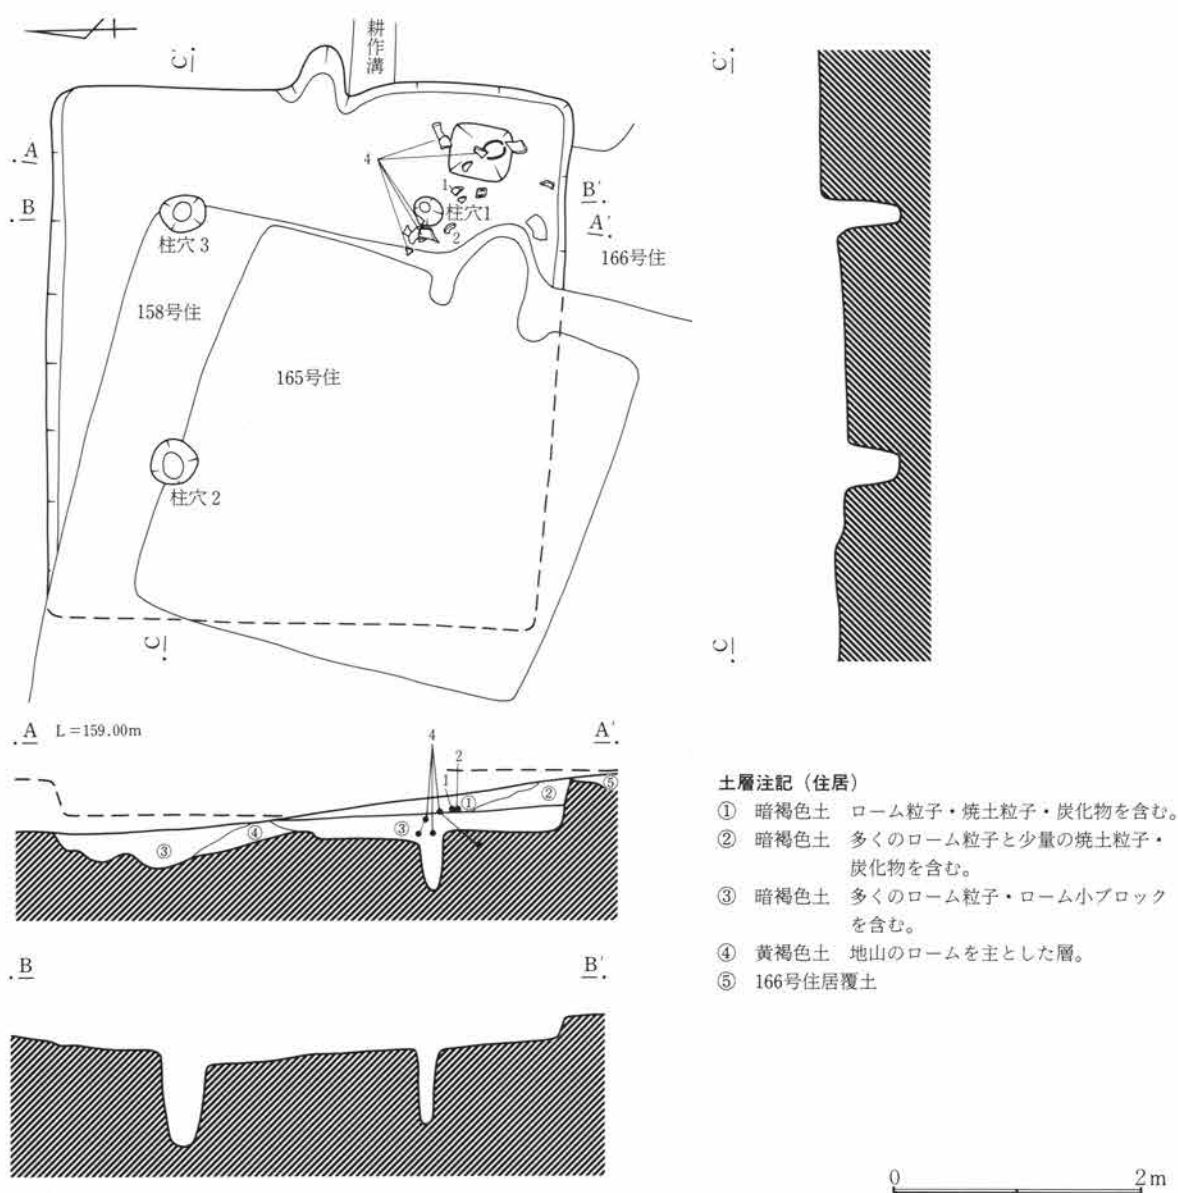 耕作溝
C'
C'
A
B
4
1
柱穴1
2
B'
A'
166号住
柱穴3
158号住
165号住
柱穴2
C
C
A L=159.00m
A'
4
2
1
①
②
⑤
③
④
③
B
B'
土層注記（住居）
① 暗褐色土 ローム粒子・焼土粒子・炭化物を含む。
② 暗褐色土 多くのローム粒子と少量の焼土粒子・
炭化物を含む。
③ 暗褐色土 多くのローム粒子・ローム小ブロック
を含む。
④ 黄褐色土 地山のロームを主とした層。
⑤ 166号住居覆土
0 2m